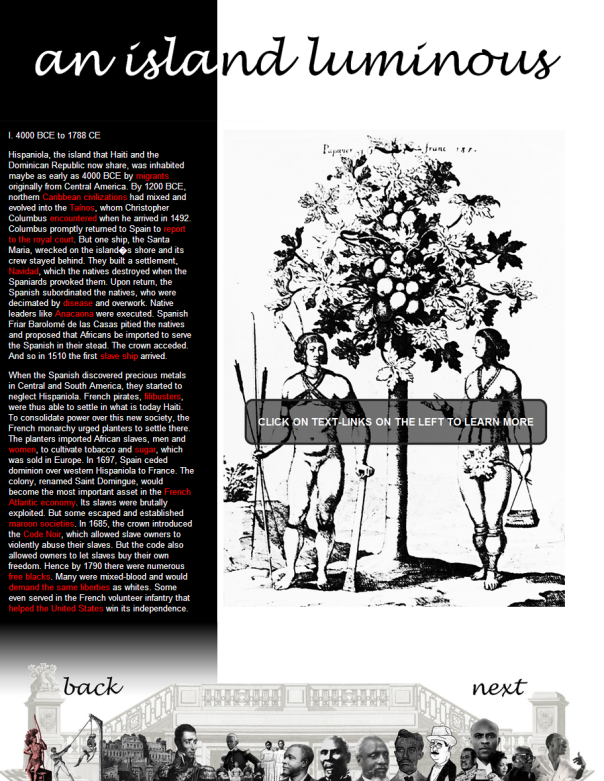 an island luminous
I. 4000 BCE to 1788 CE
Hispaniola, the island that Haiti and the
Dominican Republic now share, was inhabited
maybe as early as 4000 BCE by migrants
originally from Central America. By 1200 BCE,
northern Caribbean civilizations had mixed and
evolved into the Taínos, whom Christopher
Columbus encountered when he arrived in 1492.
Columbus promptly returned to Spain to report
to the royal court. But one ship, the Santa
Maria, wrecked on the island�s shore and its
crew stayed behind. They built a settlement,
Navidad, which the natives destroyed when the
Spaniards provoked them. Upon return, the
Spanish subordinated the natives, who were
decimated by disease and overwork. Native
leaders like Anacaona were executed. Spanish
Friar Barolomé de las Casas pitied the natives
and proposed that Africans be imported to serve
the Spanish in their stead. The crown acceded.
And so in 1510 the first slave ship arrived.
When the Spanish discovered precious metals
in Central and South America, they started to
neglect Hispaniola. French pirates, filibusters,
were thus able to settle in what is today Haiti.
To consolidate power over this new society, the
French monarchy urged planters to settle there.
The planters imported African slaves, men and
women, to cultivate tobacco and sugar, which
was sold in Europe. In 1697, Spain ceded
dominion over western Hispaniola to France. The
colony, renamed Saint Domingue, would
become the most important asset in the French
Atlantic economy. Its slaves were brutally
exploited. But some escaped and established
maroon societies. In 1685, the crown introduced
the Code Noir, which allowed slave owners to
violently abuse their slaves. But the code also
allowed owners to let slaves buy their own
freedom. Hence by 1790 there were numerous
free blacks. Many were mixed-blood and would
demand the same liberties as whites. Some
even served in the French volunteer infantry that
helped the United States win its independence.
CLICK ON TEXT-LINKS ON THE LEFT TO LEARN MORE
back
next